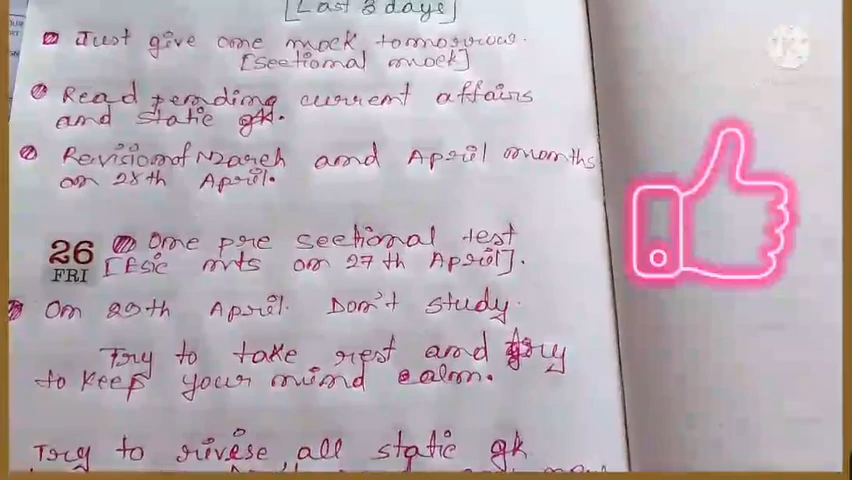 [Last 3 days]
Just give one mock tomorrow.
[sectional mock]
Read pending current affairs
and static gk.
Revision of March and April months
on 28th April.
One pre sectional test
26
FRI
[Esic mts on 27th April].
On 29th April. Don't study.
Try to take rest and try
to keep your mind calm.
Try to rivise all static gk